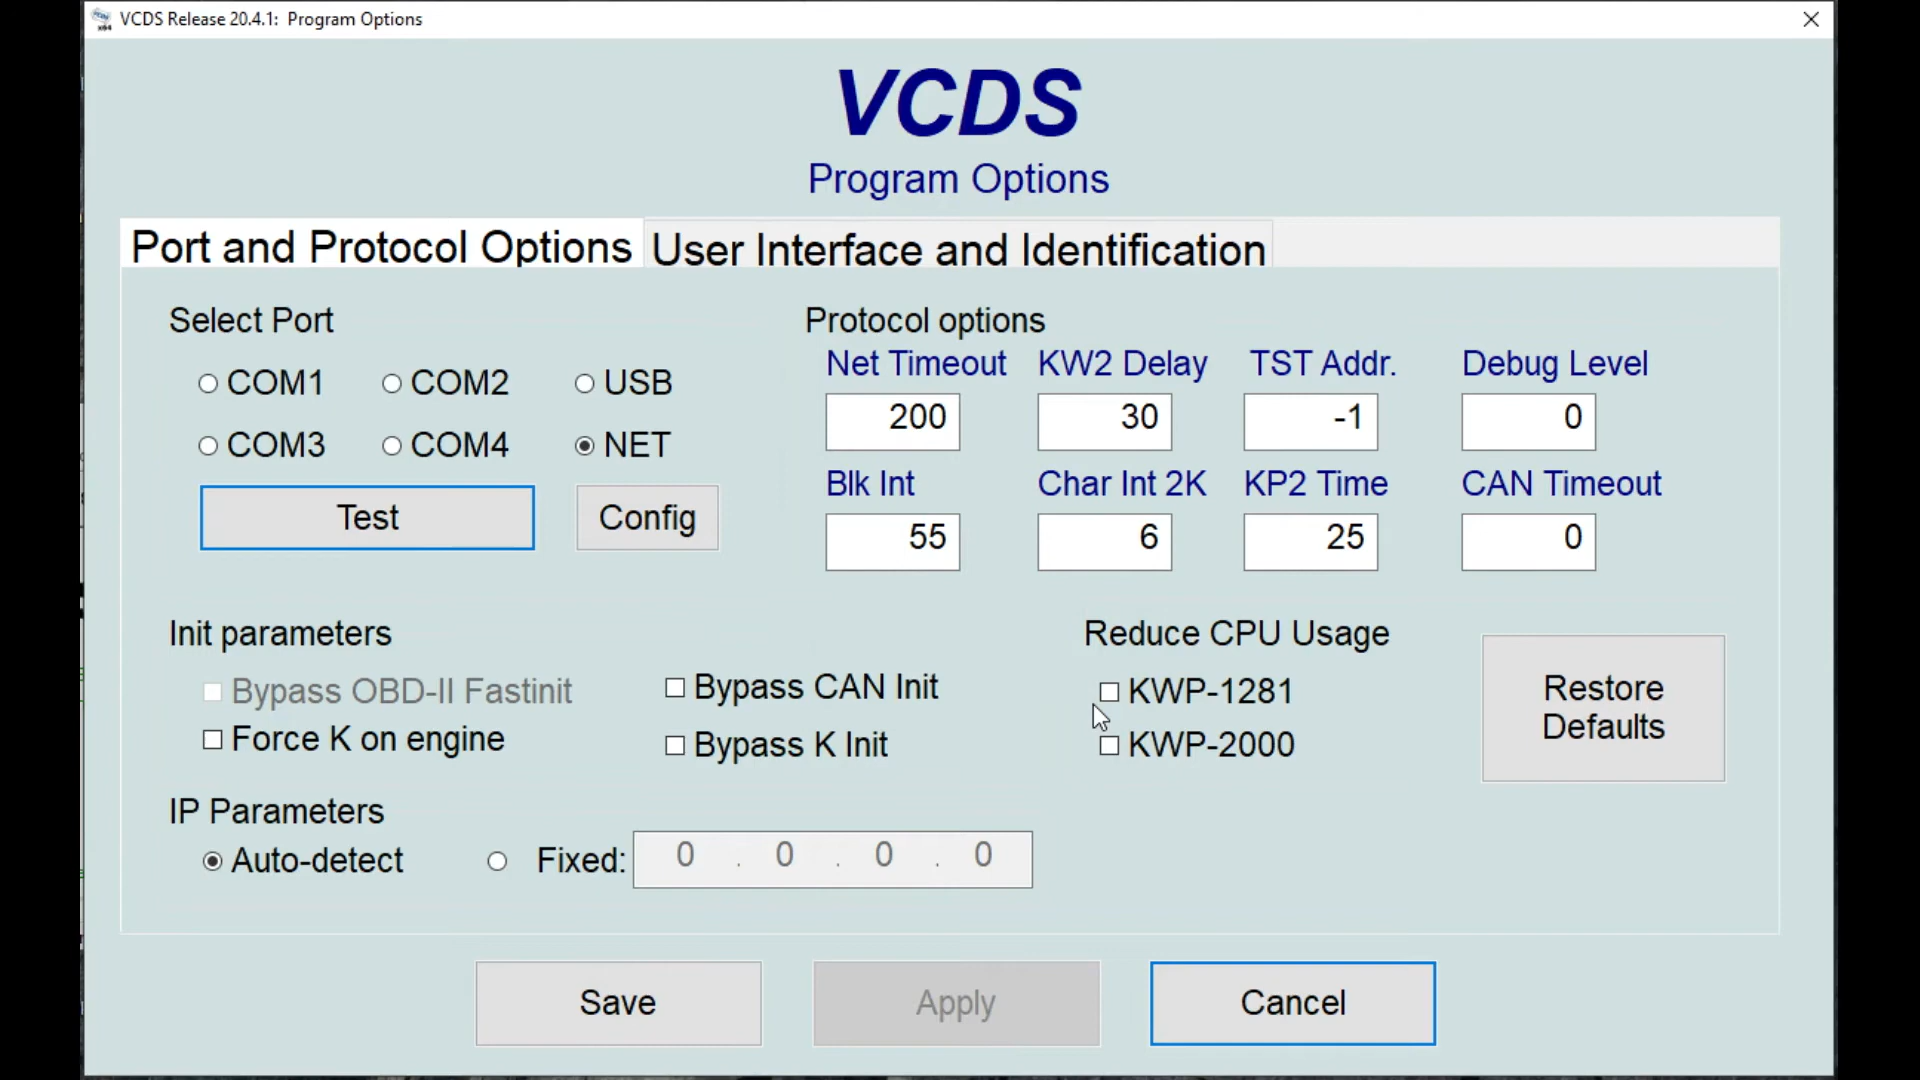 VCDS Release 20.4.1: Program Options
VCDS
Program Options
Port and Protocol Options
User Interface and Identification
Select Port
COM1 COM2 USB
COM3 COM4 NET
Test Config
Protocol options
Net Timeout KW2 Delay TST Addr. Debug Level
200 30 -1 0
Blk Int Char Int 2K KP2 Time CAN Timeout
55 6 25 0
Init parameters
Bypass OBD-II Fastinit Bypass CAN Init
Force K on engine Bypass K Init
Reduce CPU Usage
KWP-1281
KWP-2000
Restore
Defaults
IP Parameters
Auto-detect Fixed: 0 . 0 . 0 . 0
Save Apply Cancel